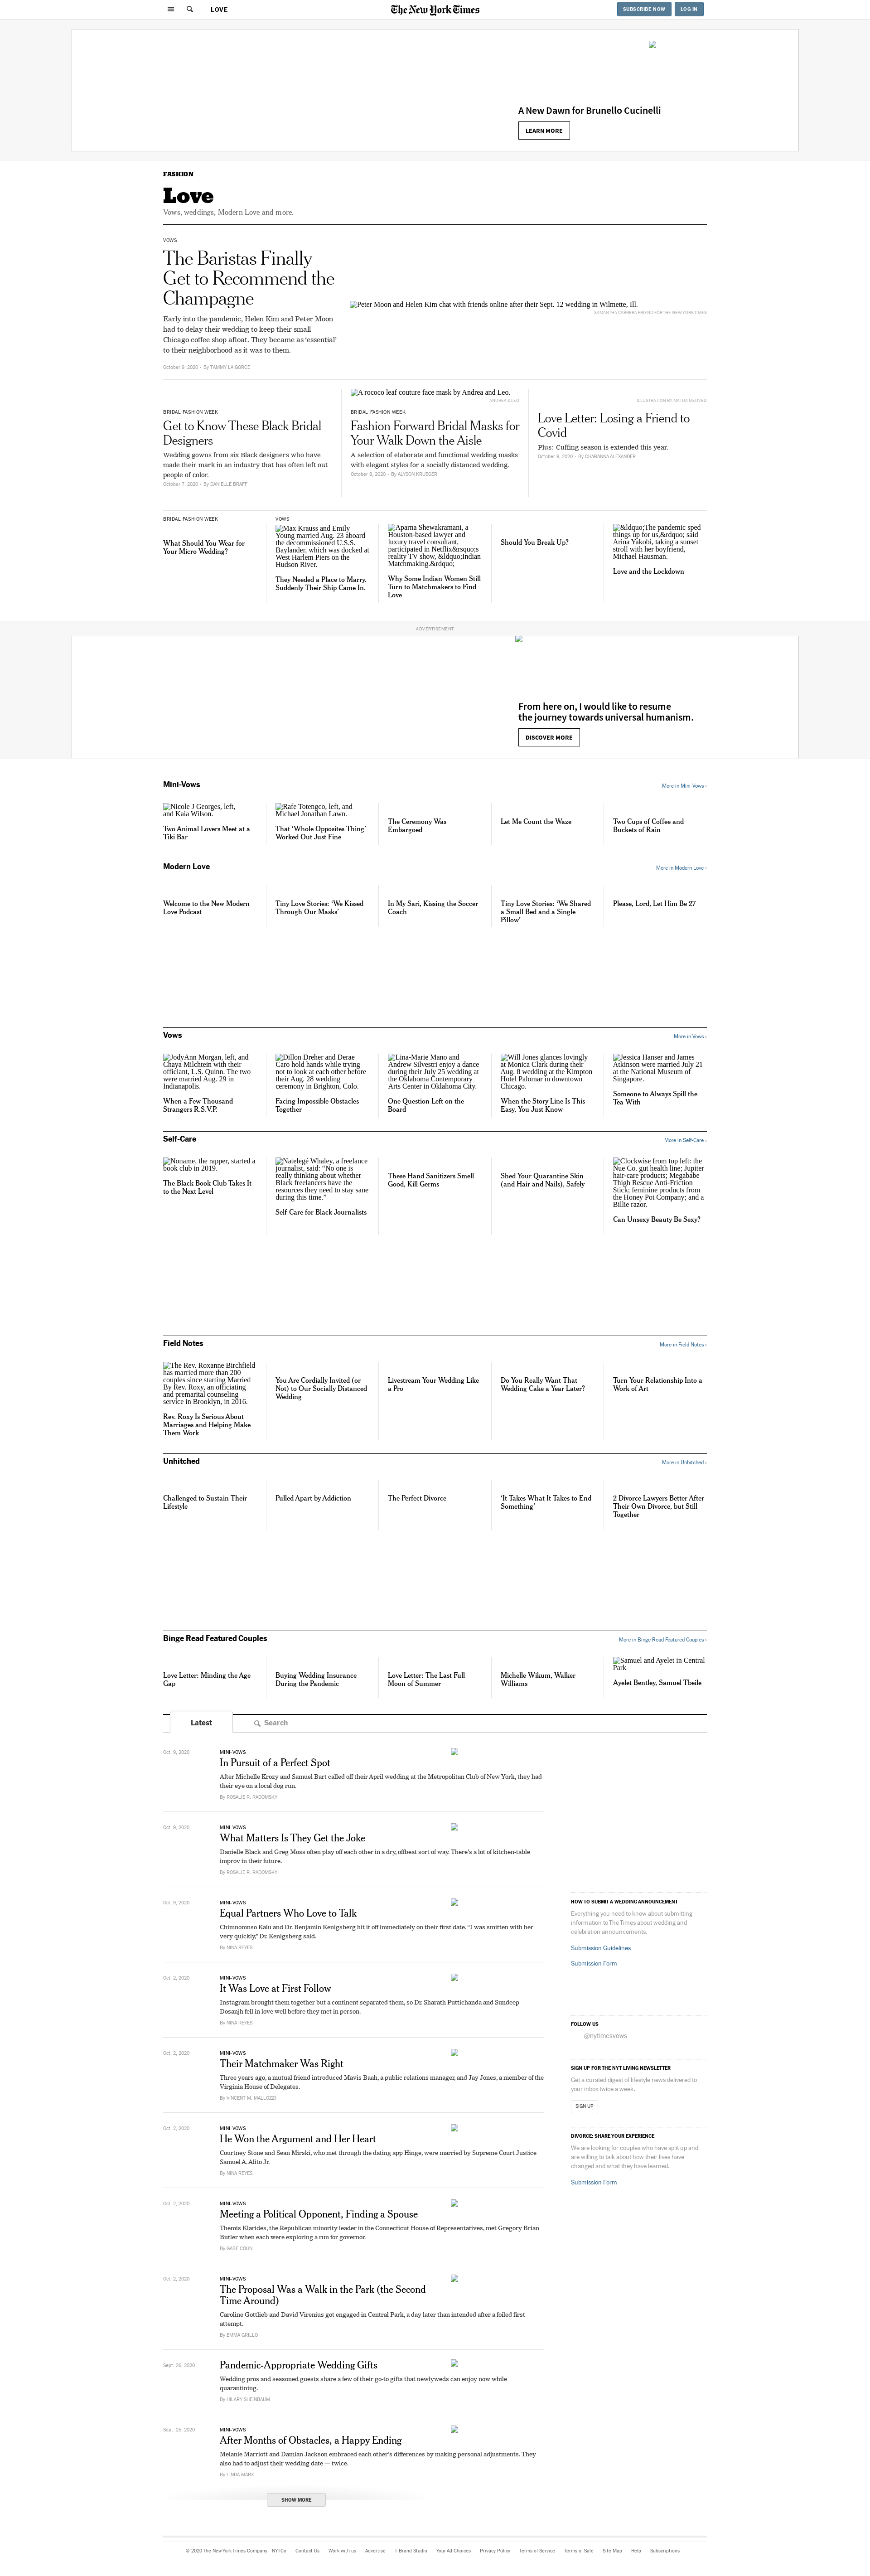 LOVE
The New York Times
SUBSCRIBE NOW
LOG IN
A New Dawn for Brunello Cucinelli
LEARN MORE
FASHION
Love
Vows, weddings, Modern Love and more.
VOWS
The Baristas Finally
Get to Recommend the
Champagne
Early into the pandemic, Helen Kim and Peter Moon
had to delay their wedding to keep their small
Chicago coffee shop afloat. They became as ‘essential’
to their neighborhood as it was to them.
October 9, 2020 - By TAMMY LA GORCE
Peter Moon and Helen Kim chat with friends online after their Sept. 12 wedding in Wilmette, Ill.
BRIDAL FASHION WEEK
Get to Know These Black Bridal
Designers
Wedding gowns from six Black designers who have
made their mark in an industry that has often left out
people of color.
October 7, 2020 - By DANIELLE BRAFF
A rococo leaf couture face mask by Andrea and Leo.
ANDREA & LEO
BRIDAL FASHION WEEK
Fashion Forward Bridal Masks for
Your Walk Down the Aisle
A selection of elaborate and functional wedding masks
with elegant styles for a socially distanced wedding.
October 8, 2020 - By ALYSON KRUEGER
ILLUSTRATION BY NATIJA MEDVED
Love Letter: Losing a Friend to
Covid
Plus: Cuffing season is extended this year.
October 9, 2020 - By CHARANNA ALEXANDER
BRIDAL FASHION WEEK
What Should You Wear for
Your Micro Wedding?
VOWS
Max Krauss and Emily
Young married Aug. 23 aboard
the decommissioned U.S.S.
Baylander, which was docked at
West Harlem Piers on the
Hudson River.
They Needed a Place to Marry.
Suddenly Their Ship Came In.
Aparna Shewakramani, a
Houston-based lawyer and
luxury travel consultant,
participated in Netflix&rsquo;s
reality TV show, &ldquo;Indian
Matchmaking.&rdquo;
Why Some Indian Women Still
Turn to Matchmakers to Find
Love
Should You Break Up?
&ldquo;The pandemic sped
things up for us,&rdquo; said
Arina Yakobi, taking a sunset
stroll with her boyfriend,
Michael Hausman.
Love and the Lockdown
ADVERTISEMENT
From here on, I would like to resume
the journey towards universal humanism.
DISCOVER MORE
Mini-Vows
More in Mini-Vows ›
Nicole J Georges, left,
and Kaia Wilson.
Two Animal Lovers Meet at a
Tiki Bar
Rafe Totengco, left, and
Michael Jonathan Lawn.
That ‘Whole Opposites Thing’
Worked Out Just Fine
The Ceremony Was
Embargoed
Let Me Count the Waze
Two Cups of Coffee and
Buckets of Rain
Modern Love
More in Modern Love ›
Welcome to the New Modern
Love Podcast
Tiny Love Stories: ‘We Kissed
Through Our Masks’
In My Sari, Kissing the Soccer
Coach
Tiny Love Stories: ‘We Shared
a Small Bed and a Single
Pillow’
Please, Lord, Let Him Be 27
Vows
More in Vows ›
JodyAnn Morgan, left, and
Chaya Milchtein with their
officiant, L.S. Quinn. The two
were married Aug. 29 in
Indianapolis.
When a Few Thousand
Strangers R.S.V.P.
Dillon Dreher and Derae
Caro hold hands while trying
not to look at each other before
their Aug. 28 wedding
ceremony in Brighton, Colo.
Facing Impossible Obstacles
Together
Lina-Marie Mano and
Andrew Silvestri enjoy a dance
during their July 25 wedding at
the Oklahoma Contemporary
Arts Center in Oklahoma City.
One Question Left on the
Board
Will Jones glances lovingly
at Monica Clark during their
Aug. 8 wedding at the Kimpton
Hotel Palomar in downtown
Chicago.
When the Story Line Is This
Easy, You Just Know
Jessica Hanser and James
Atkinson were married July 21
at the National Museum of
Singapore.
Someone to Always Spill the
Tea With
Self-Care
More in Self-Care ›
Noname, the rapper, started a
book club in 2019.
The Black Book Club Takes It
to the Next Level
Natelegé Whaley, a freelance
journalist, said: “No one is
really thinking about whether
Black freelancers have the
resources they need to stay sane
during this time.”
Self-Care for Black Journalists
These Hand Sanitizers Smell
Good, Kill Germs
Shed Your Quarantine Skin
(and Hair and Nails), Safely
Clockwise from top left: the
Nue Co. gut health line; Jupiter
hair-care products; Megababe
Thigh Rescue Anti-Friction
Stick; feminine products from
the Honey Pot Company; and a
Billie razor.
Can Unsexy Beauty Be Sexy?
Field Notes
More in Field Notes ›
The Rev. Roxanne Birchfield
has married more than 200
couples since starting Married
By Rev. Roxy, an officiating
and premarital counseling
service in Brooklyn, in 2016.
Rev. Roxy Is Serious About
Marriages and Helping Make
Them Work
You Are Cordially Invited (or
Not) to Our Socially Distanced
Wedding
Livestream Your Wedding Like
a Pro
Do You Really Want That
Wedding Cake a Year Later?
Turn Your Relationship Into a
Work of Art
Unhitched
More in Unhitched ›
Challenged to Sustain Their
Lifestyle
Pulled Apart by Addiction
The Perfect Divorce
‘It Takes What It Takes to End
Something’
2 Divorce Lawyers Better After
Their Own Divorce, but Still
Together
Binge Read Featured Couples
More in Binge Read Featured Couples ›
Love Letter: Minding the Age
Gap
Buying Wedding Insurance
During the Pandemic
Love Letter: The Last Full
Moon of Summer
Michelle Wikum, Walker
Williams
Samuel and Ayelet in Central
Park
Ayelet Bentley, Samuel Tbeile
Latest
Search
Oct. 9, 2020
MINI-VOWS
In Pursuit of a Perfect Spot
After Michelle Krozy and Samuel Bart called off their April wedding at the Metropolitan Club of New York, they had
their eye on a local dog run.
By ROSALIE R. RADOMSKY
Oct. 9, 2020
MINI-VOWS
What Matters Is They Get the Joke
Danielle Black and Greg Moss often play off each other in a dry, offbeat sort of way. There’s a lot of kitchen-table
improv in their future.
By ROSALIE R. RADOMSKY
Oct. 9, 2020
MINI-VOWS
Equal Partners Who Love to Talk
Chinnomnso Kalu and Dr. Benjamin Kenigsberg hit it off immediately on their first date. “I was smitten with her
very quickly,” Dr. Kenigsberg said.
By NINA REYES
Oct. 2, 2020
MINI-VOWS
It Was Love at First Follow
Instagram brought them together but a continent separated them, so Dr. Sharath Puttichanda and Sundeep
Dosanjh fell in love well before they met in person.
By NINA REYES
Oct. 2, 2020
MINI-VOWS
Their Matchmaker Was Right
Three years ago, a mutual friend introduced Mavis Baah, a public relations manager, and Jay Jones, a member of the
Virginia House of Delegates.
By VINCENT M. MALLOZZI
Oct. 2, 2020
MINI-VOWS
He Won the Argument and Her Heart
Courtney Stone and Sean Mirski, who met through the dating app Hinge, were married by Supreme Court Justice
Samuel A. Alito Jr.
By NINA REYES
Oct. 2, 2020
MINI-VOWS
Meeting a Political Opponent, Finding a Spouse
Themis Klarides, the Republican minority leader in the Connecticut House of Representatives, met Gregory Brian
Butler when each were exploring a run for governor.
By GABE COHN
Oct. 2, 2020
MINI-VOWS
The Proposal Was a Walk in the Park (the Second
Time Around)
Caroline Gottlieb and David Virenius got engaged in Central Park, a day later than intended after a foiled first
attempt.
By EMMA GRILLO
Sept. 26, 2020
Pandemic-Appropriate Wedding Gifts
Wedding pros and seasoned guests share a few of their go-to gifts that newlyweds can enjoy now while
quarantining.
By HILARY SHEINBAUM
Sept. 25, 2020
MINI-VOWS
After Months of Obstacles, a Happy Ending
Melanie Marriott and Damian Jackson embraced each other’s differences by making personal adjustments. They
also had to adjust their wedding date — twice.
By LINDA MARX
SHOW MORE
HOW TO SUBMIT A WEDDING ANNOUNCEMENT
Everything you need to know about submitting
information to The Times about wedding and
celebration announcements.
Submission Guidelines
Submission Form
FOLLOW US
@nytimesvows
SIGN UP FOR THE NYT LIVING NEWSLETTER
Get a curated digest of lifestyle news delivered to
your inbox twice a week.
SIGN UP
DIVORCE: SHARE YOUR EXPERIENCE
We are looking for couples who have split up and
are willing to talk about how their lives have
changed and what they have learned.
Submission Form
© 2020 The New York Times Company NYTCo Contact Us Work with us Advertise T Brand Studio Your Ad Choices Privacy Policy Terms of Service Terms of Sale Site Map Help Subscriptions